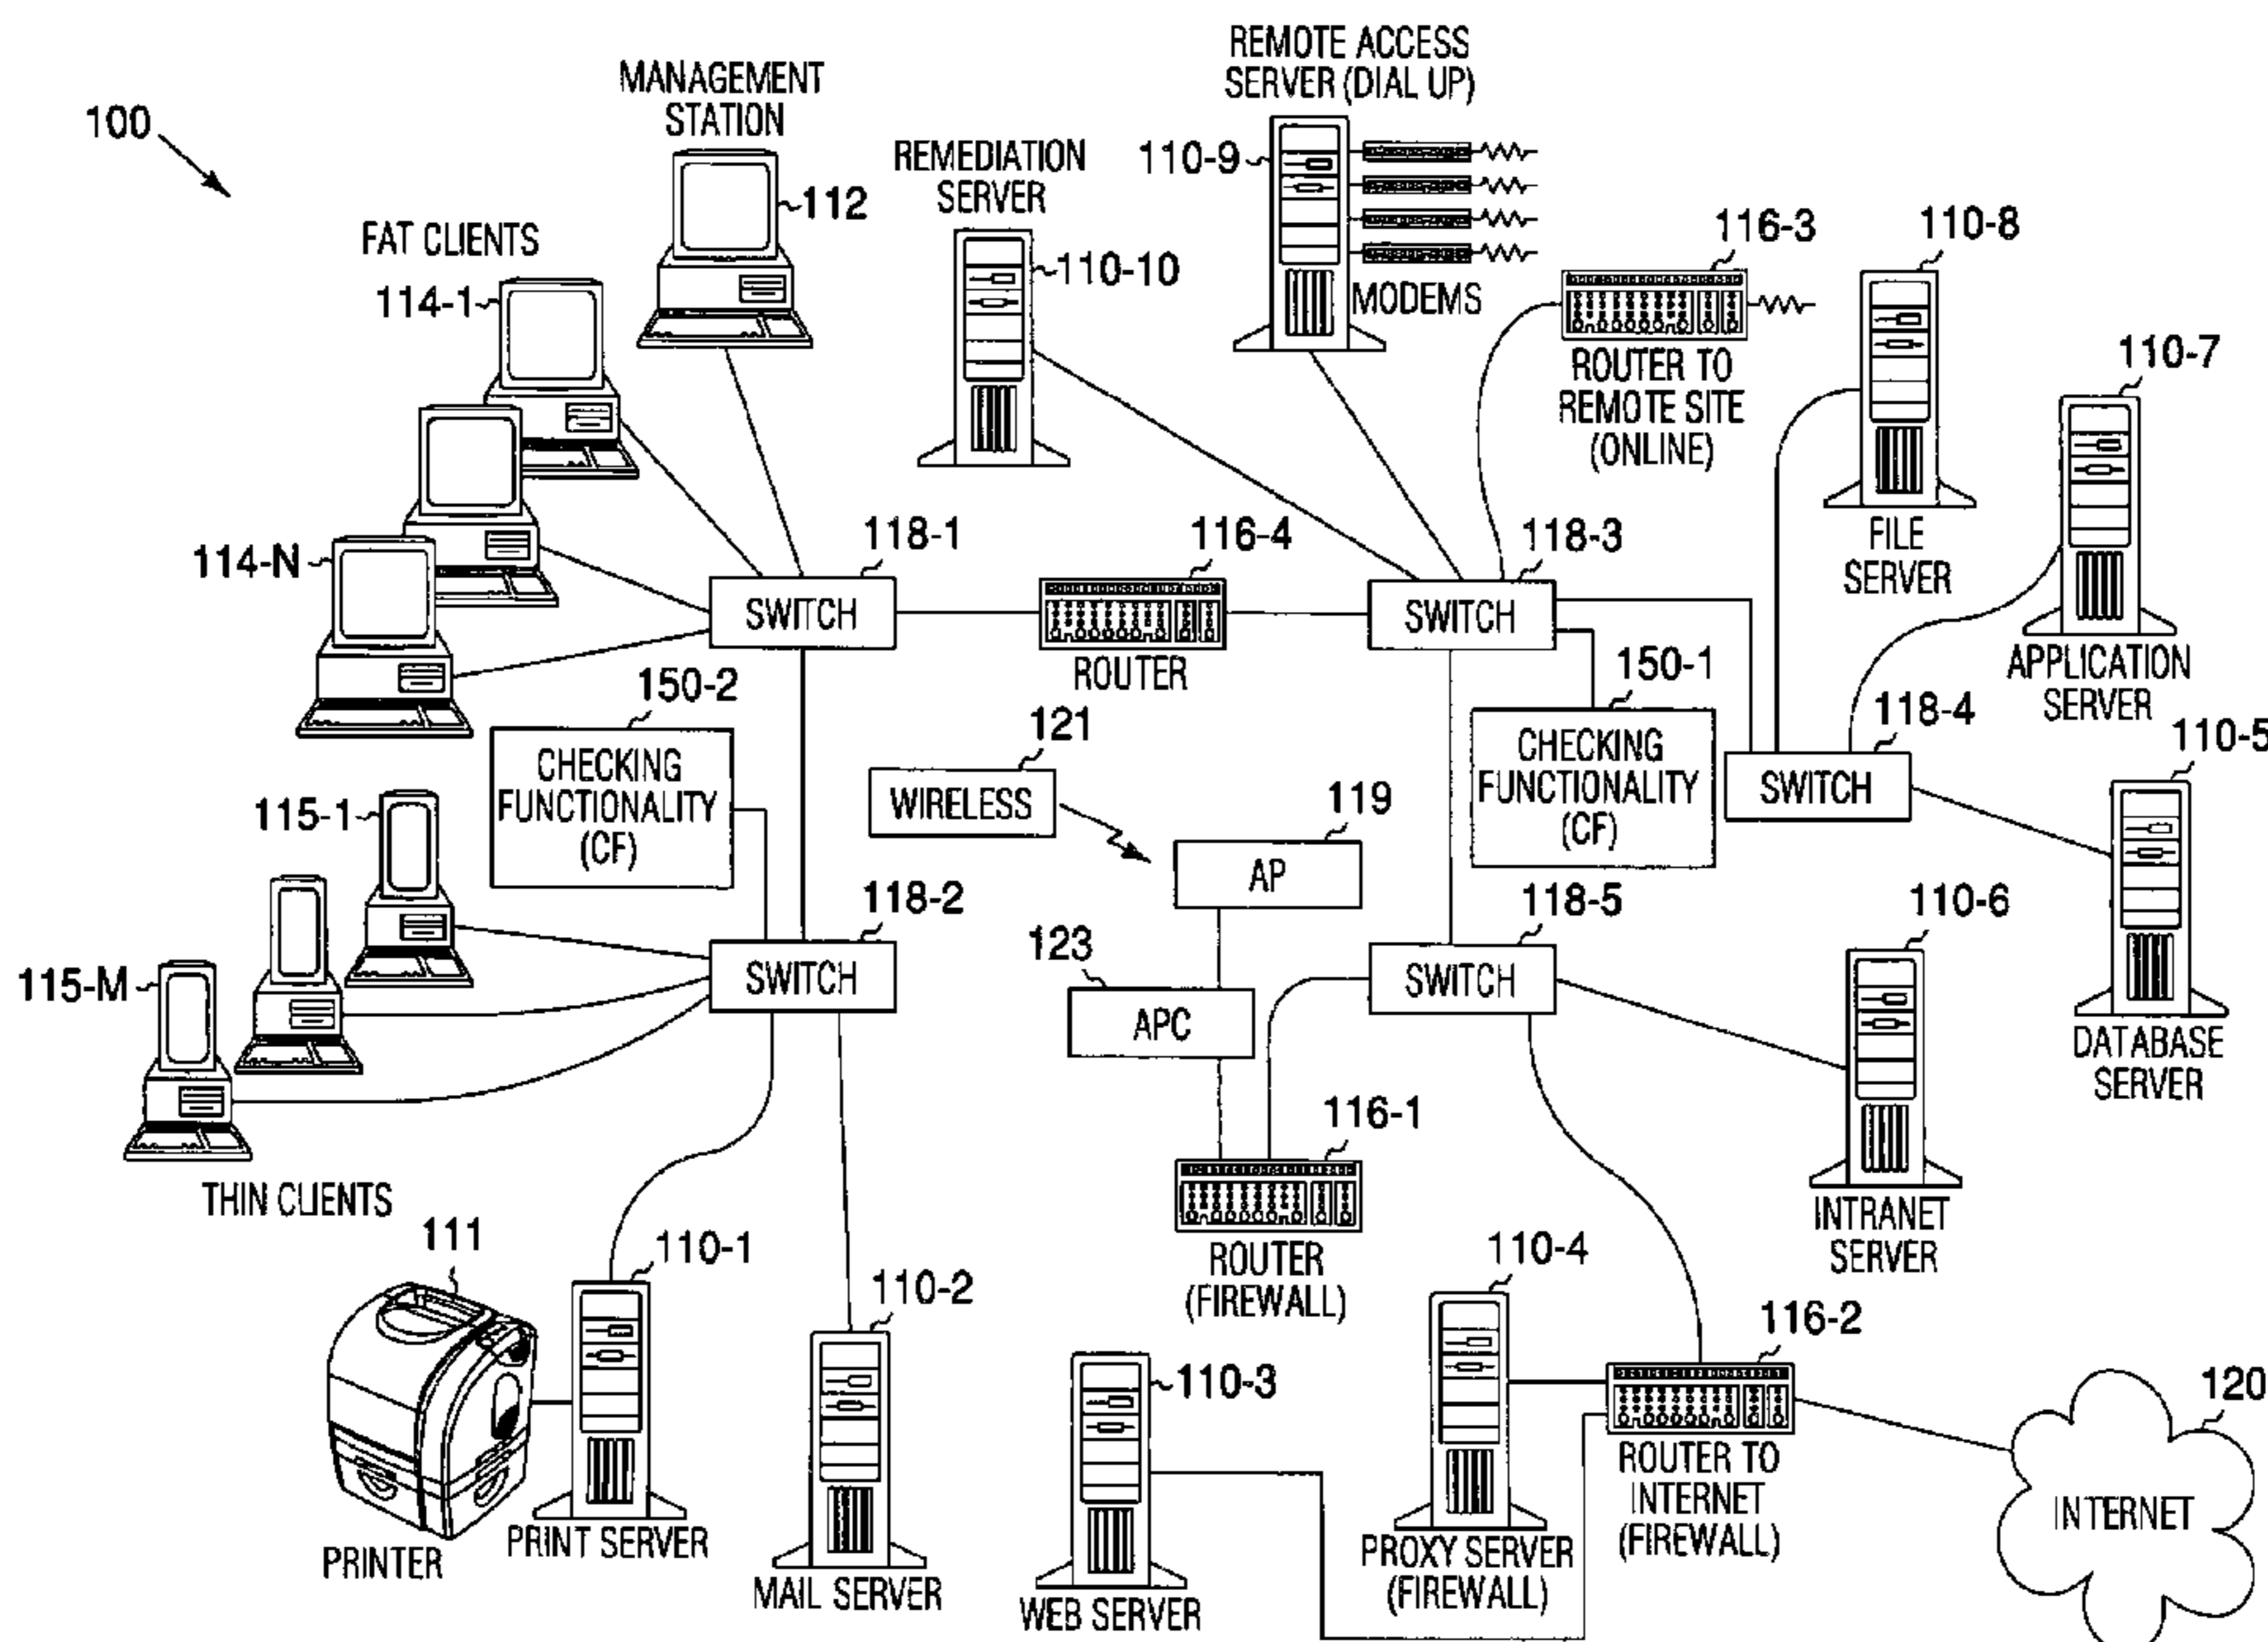 100
MANAGEMENT
STATION
112
REMEDIATION
SERVER
110-10
REMOTE ACCESS
SERVER (DIAL UP)
110-9
MODEMS
116-3
ROUTER TO
REMOTE SITE
(ONLINE)
110-8
FILE
SERVER
110-7
APPLICATION
SERVER
FAT CLIENTS
114-1
114-N
118-1
SWITCH
116-4
ROUTER
118-3
SWITCH
150-2
CHECKING
FUNCTIONALITY
(CF)
121
WIRELESS
119
AP
150-1
CHECKING
FUNCTIONALITY
(CF)
118-4
SWITCH
110-5
DATABASE
SERVER
115-1
115-M
THIN CLIENTS
118-2
SWITCH
123
APC
118-5
SWITCH
110-6
INTRANET
SERVER
116-1
ROUTER
(FIREWALL)
111
PRINTER
110-1
PRINT SERVER
110-2
MAIL SERVER
110-3
WEB SERVER
110-4
PROXY SERVER
(FIREWALL)
116-2
ROUTER TO
INTERNET
(FIREWALL)
120
INTERNET